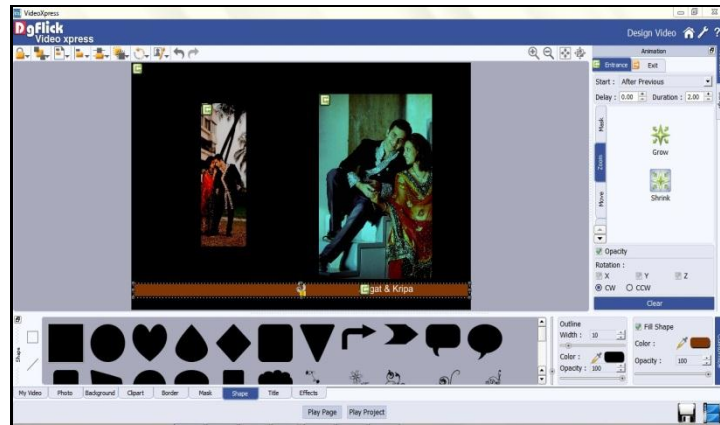 VideoXpress
DgFlick
Video xpress
Design Video
?
Animation
Entrance Exit
Start : After Previous
Delay : 0.00 Duration : 2.00
Mask
Zoom
Move
Grow
Shrink
Opacity
Rotation :
X Y Z
CW CCW
Clear
gat & Kripa
Shape
Outline
Width : 10
Color :
Opacity : 100
Fill Shape
Color :
Opacity : 100
My Video Photo Background Clipart Border Mask Shape Title Effects
Play Page Play Project